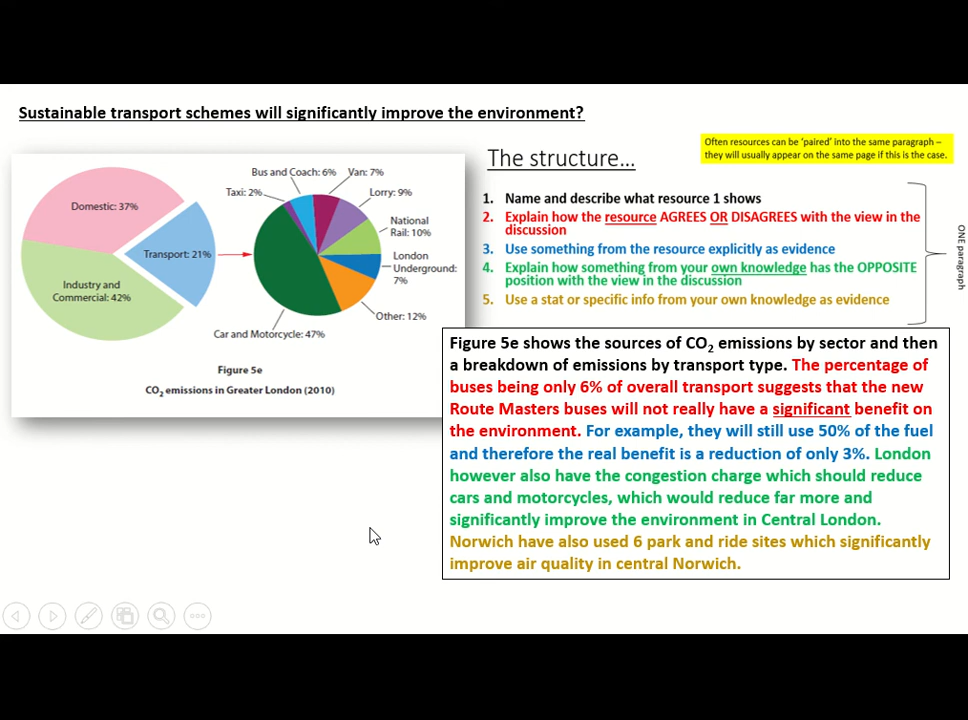 Sustainable transport schemes will significantly improve the environment?
Often resources can be ‘paired’ into the same paragraph –
they will usually appear on the same page if this is the case.
The structure…
1. Name and describe what resource 1 shows
2. Explain how the resource AGREES OR DISAGREES with the view in the
discussion
3. Use something from the resource explicitly as evidence
4. Explain how something from your own knowledge has the OPPOSITE
position with the view in the discussion
5. Use a stat or specific info from your own knowledge as evidence
ONE paragraph
Domestic: 37%
Transport: 21%
Industry and
Commercial: 42%
Bus and Coach: 6%
Van: 7%
Taxi: 2%
Lorry: 9%
National
Rail: 10%
London
Underground:
7%
Other: 12%
Car and Motorcycle: 47%
Figure 5e
CO2 emissions in Greater London (2010)
Figure 5e shows the sources of CO2 emissions by sector and then
a breakdown of emissions by transport type. The percentage of
buses being only 6% of overall transport suggests that the new
Route Masters buses will not really have a significant benefit on
the environment. For example, they will still use 50% of the fuel
and therefore the real benefit is a reduction of only 3%. London
however also have the congestion charge which should reduce
cars and motorcycles, which would reduce far more and
significantly improve the environment in Central London.
Norwich have also used 6 park and ride sites which significantly
improve air quality in central Norwich.